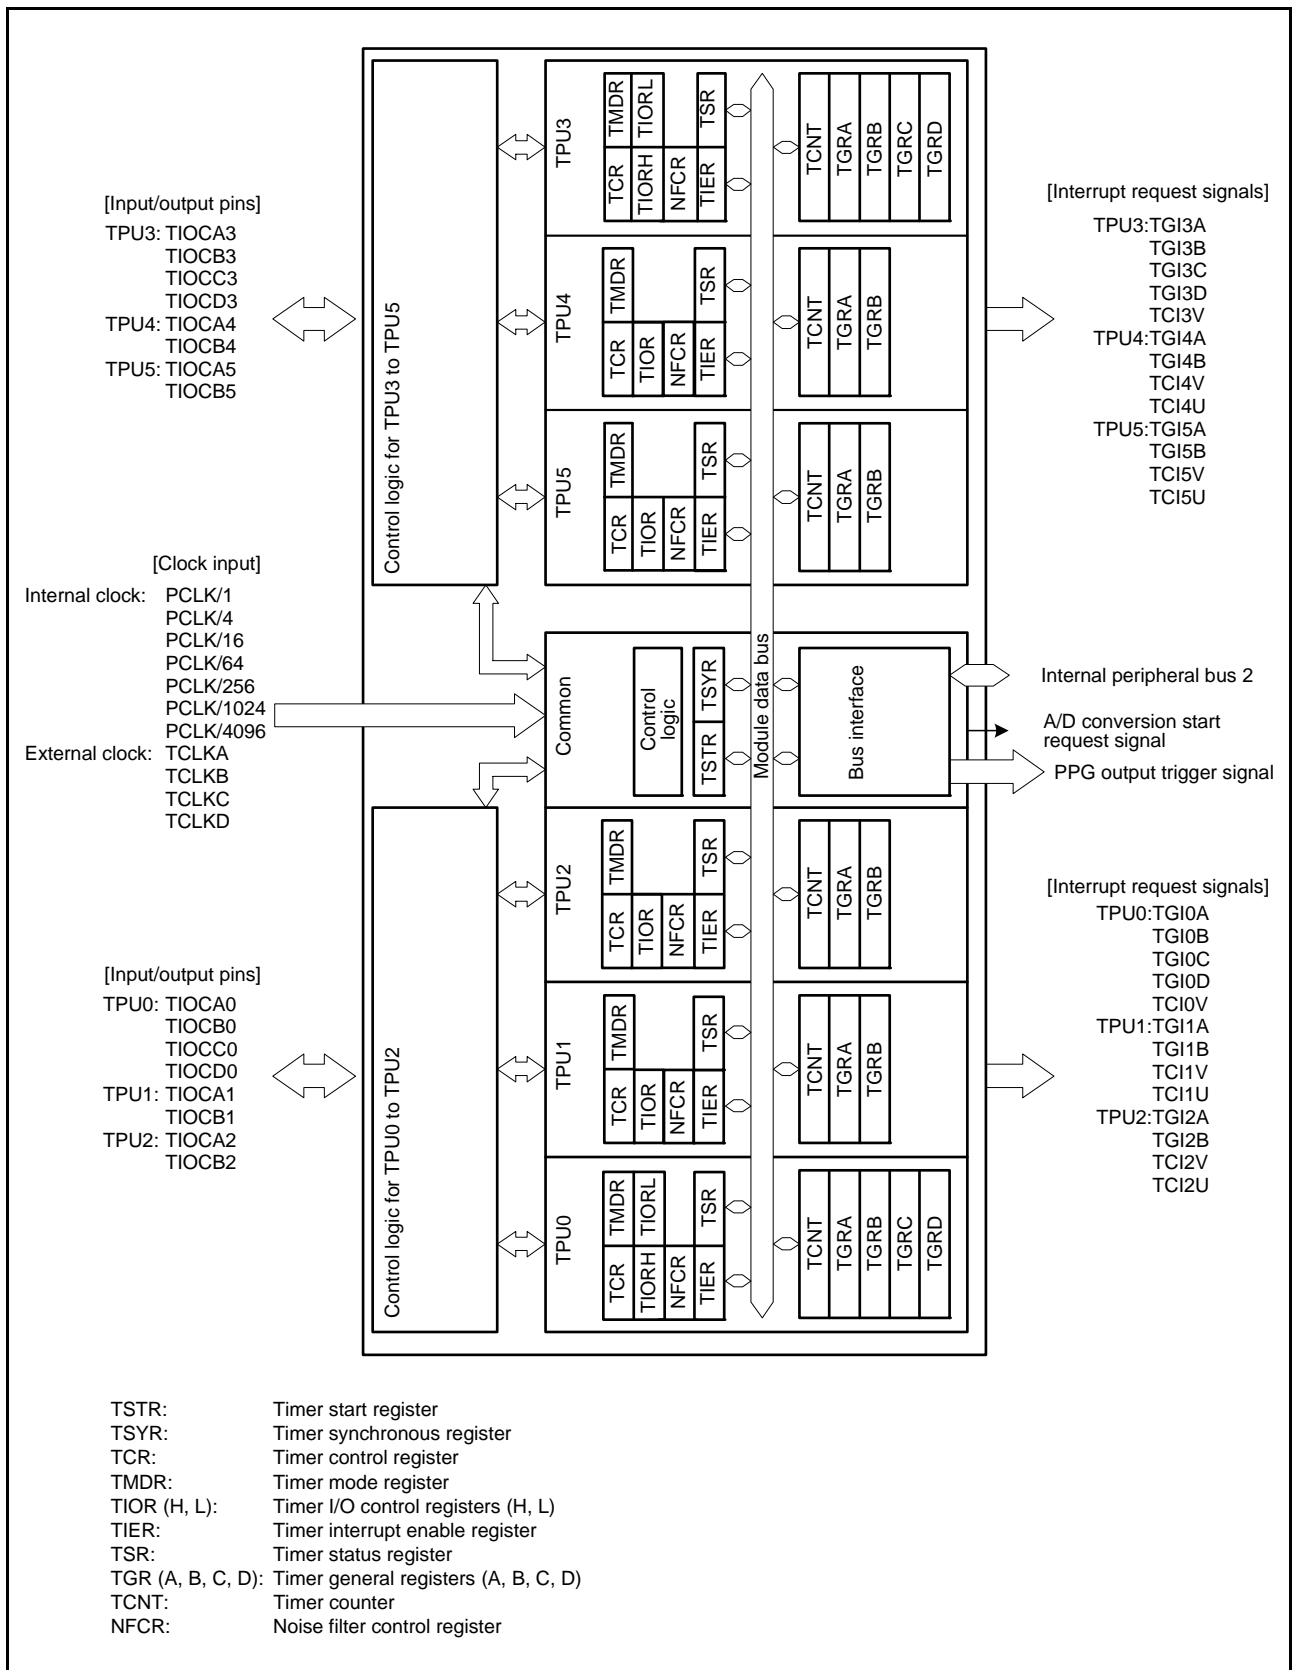 [Input/output pins]
TPU3: TIOCA3
TIOCB3
TIOCC3
TIOCD3
TPU4: TIOCA4
TIOCB4
TPU5: TIOCA5
TIOCB5
[Clock input]
Internal clock: PCLK/1
PCLK/4
PCLK/16
PCLK/64
PCLK/256
PCLK/1024
PCLK/4096
External clock: TCLKA
TCLKB
TCLKC
TCLKD
[Input/output pins]
TPU0: TIOCA0
TIOCB0
TIOCC0
TIOCD0
TPU1: TIOCA1
TIOCB1
TPU2: TIOCA2
TIOCB2
Control logic for TPU3 to TPU5
Control logic for TPU0 to TPU2
TPU3
TCR TMDR
TIORH TIORL
NFCR
TIER TSR
TCNT
TGRA
TGRB
TGRC
TGRD
TPU4
TCR TMDR
TIOR
NFCR
TIER TSR
TCNT
TGRA
TGRB
TPU5
TCR TMDR
TIOR
NFCR
TIER TSR
TCNT
TGRA
TGRB
Common
Control
logic
TSTR TSYR
Module data bus
Bus interface
TPU2
TCR TMDR
TIOR
NFCR
TIER TSR
TCNT
TGRA
TGRB
TPU1
TCR TMDR
TIOR
NFCR
TIER TSR
TCNT
TGRA
TGRB
TPU0
TCR TMDR
TIORH TIORL
NFCR
TIER TSR
TCNT
TGRA
TGRB
TGRC
TGRD
[Interrupt request signals]
TPU3:TGI3A
TGI3B
TGI3C
TGI3D
TCI3V
TPU4:TGI4A
TGI4B
TCI4V
TCI4U
TPU5:TGI5A
TGI5B
TCI5V
TCI5U
Internal peripheral bus 2
A/D conversion start
request signal
PPG output trigger signal
[Interrupt request signals]
TPU0:TGI0A
TGI0B
TGI0C
TGI0D
TCI0V
TPU1:TGI1A
TGI1B
TCI1V
TCI1U
TPU2:TGI2A
TGI2B
TCI2V
TCI2U
TSTR: Timer start register
TSYR: Timer synchronous register
TCR: Timer control register
TMDR: Timer mode register
TIOR (H, L): Timer I/O control registers (H, L)
TIER: Timer interrupt enable register
TSR: Timer status register
TGR (A, B, C, D): Timer general registers (A, B, C, D)
TCNT: Timer counter
NFCR: Noise filter control register